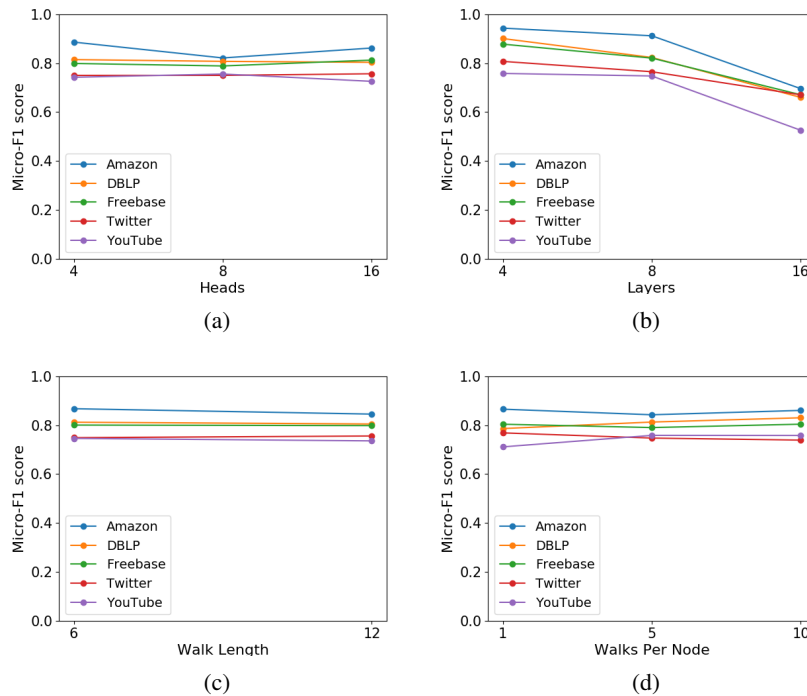 1.0
0.8
0.6
0.4
0.2
0.0
Micro-F1 score
Amazon
DBLP
Freebase
Twitter
YouTube
4 8 16
Heads
(a)
1.0
0.8
0.6
0.4
0.2
0.0
Micro-F1 score
Amazon
DBLP
Freebase
Twitter
YouTube
4 8 16
Layers
(b)
1.0
0.8
0.6
0.4
0.2
0.0
Micro-F1 score
Amazon
DBLP
Freebase
Twitter
YouTube
6 12
Walk Length
(c)
1.0
0.8
0.6
0.4
0.2
0.0
Micro-F1 score
Amazon
DBLP
Freebase
Twitter
YouTube
1 5 10
Walks Per Node
(d)